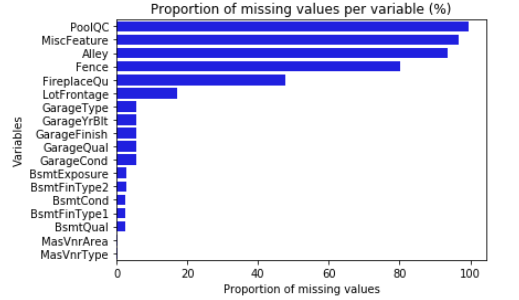 Proportion of missing values per variable (%)
PoolQC
MiscFeature
Alley
Fence
FireplaceQu
LotFrontage
GarageType
GarageYrBlt
GarageFinish
GarageQual
GarageCond
BsmtExposure
BsmtFinType2
BsmtCond
BsmtFinType1
BsmtQual
MasVnrArea
MasVnrType
Variables
0 20 40 60 80 100
Proportion of missing values